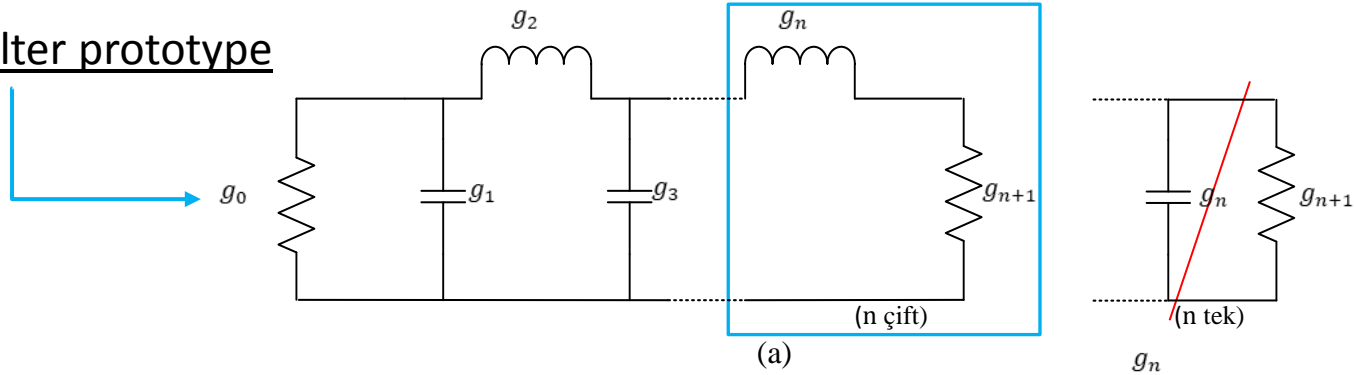 lter prototype
g₂
gₙ
g₀
g₁
g₃
gₙ₊₁
gₙ
gₙ₊₁
(n çift)
(n tek)
(a)
gₙ